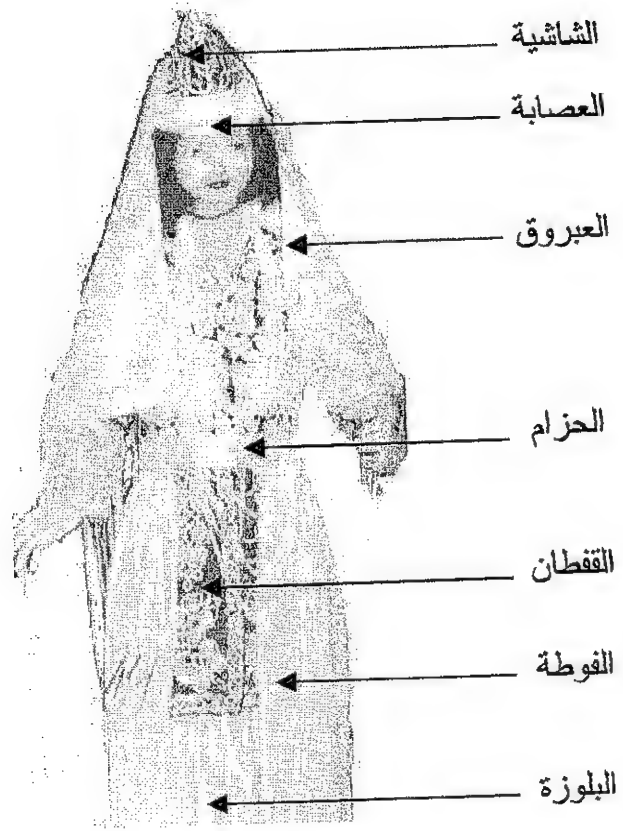 الشاشية
العصابة
العبروق
الحزام
القفطان
الفوطة
البلوزة